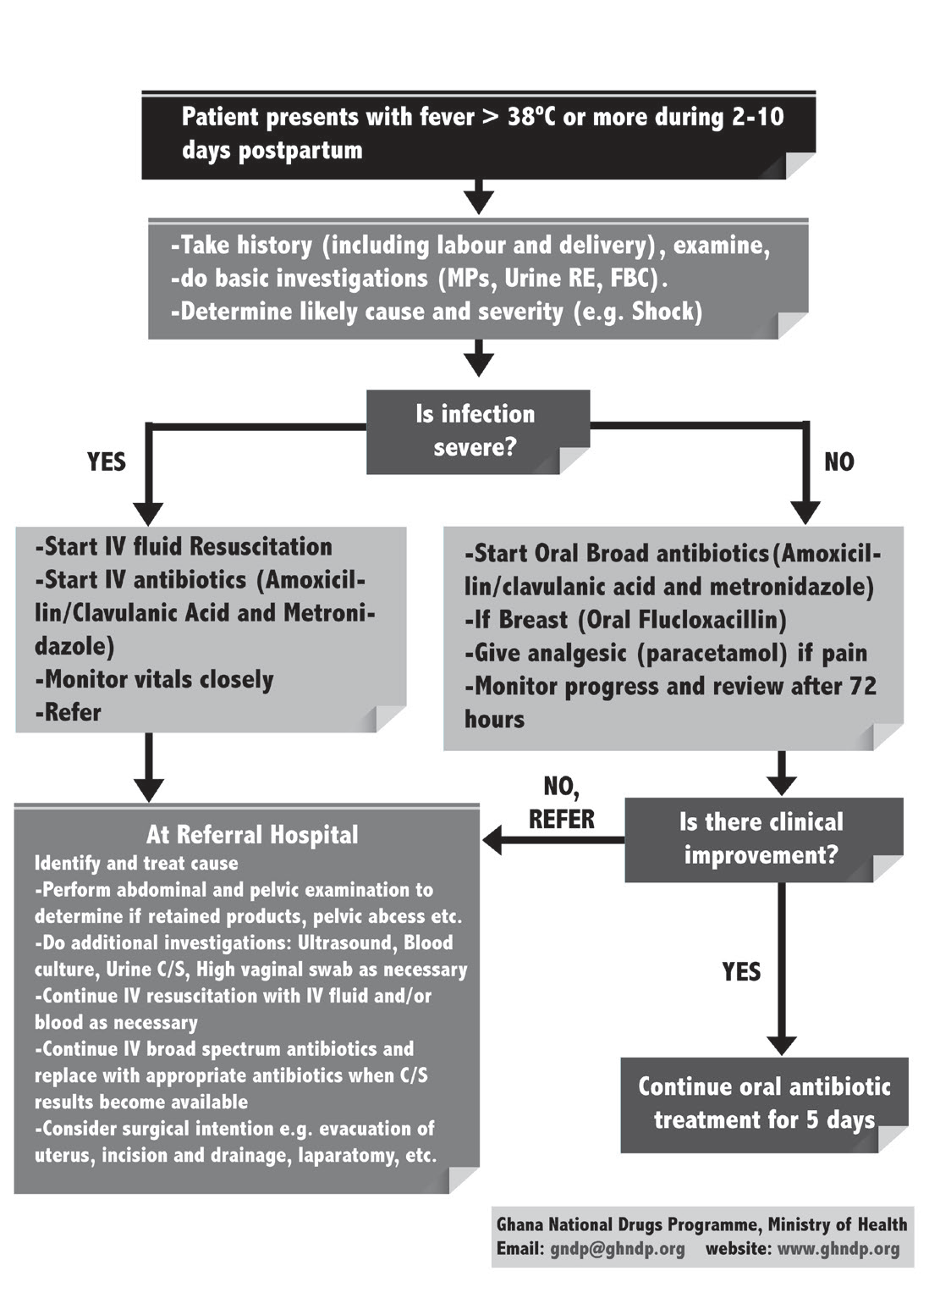 Patient presents with fever > 38ºC or more during 2-10
days postpartum
-Take history (including labour and delivery), examine,
-do basic investigations (MPs, Urine RE, FBC).
-Determine likely cause and severity (e.g. Shock)
Is infection
severe?
YES
NO
-Start IV fluid Resuscitation
-Start IV antibiotics (Amoxicil-
lin/Clavulanic Acid and Metroni-
dazole)
-Monitor vitals closely
-Refer
-Start Oral Broad antibiotics(Amoxicil-
lin/clavulanic acid and metronidazole)
-If Breast (Oral Flucloxacillin)
-Give analgesic (paracetamol) if pain
-Monitor progress and review after 72
hours
NO,
REFER
Is there clinical
improvement?
At Referral Hospital
Identify and treat cause
-Perform abdominal and pelvic examination to
determine if retained products, pelvic abcess etc.
-Do additional investigations: Ultrasound, Blood
culture, Urine C/S, High vaginal swab as necessary
-Continue IV resuscitation with IV fluid and/or
blood as necessary
-Continue IV broad spectrum antibiotics and
replace with appropriate antibiotics when C/S
results become available
-Consider surgical intention e.g. evacuation of
uterus, incision and drainage, laparatomy, etc.
YES
Continue oral antibiotic
treatment for 5 days
Ghana National Drugs Programme, Ministry of Health
Email: gndp@ghndp.org website: www.ghndp.org